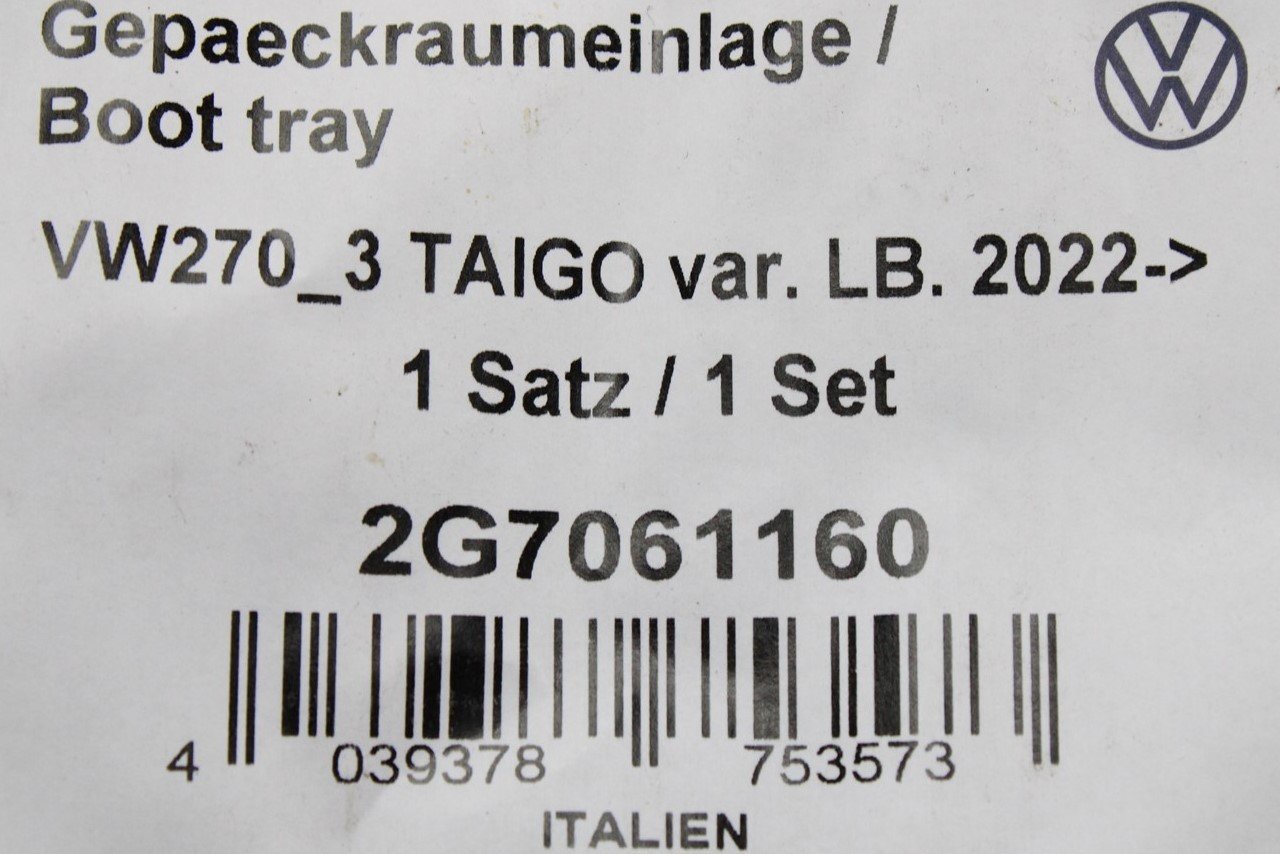 Gepaeckraumeinlage /
Boot tray
VW270_3 TAIGO var. LB. 2022->
1 Satz / 1 Set
2G7061160
4 039378 753573
ITALIEN